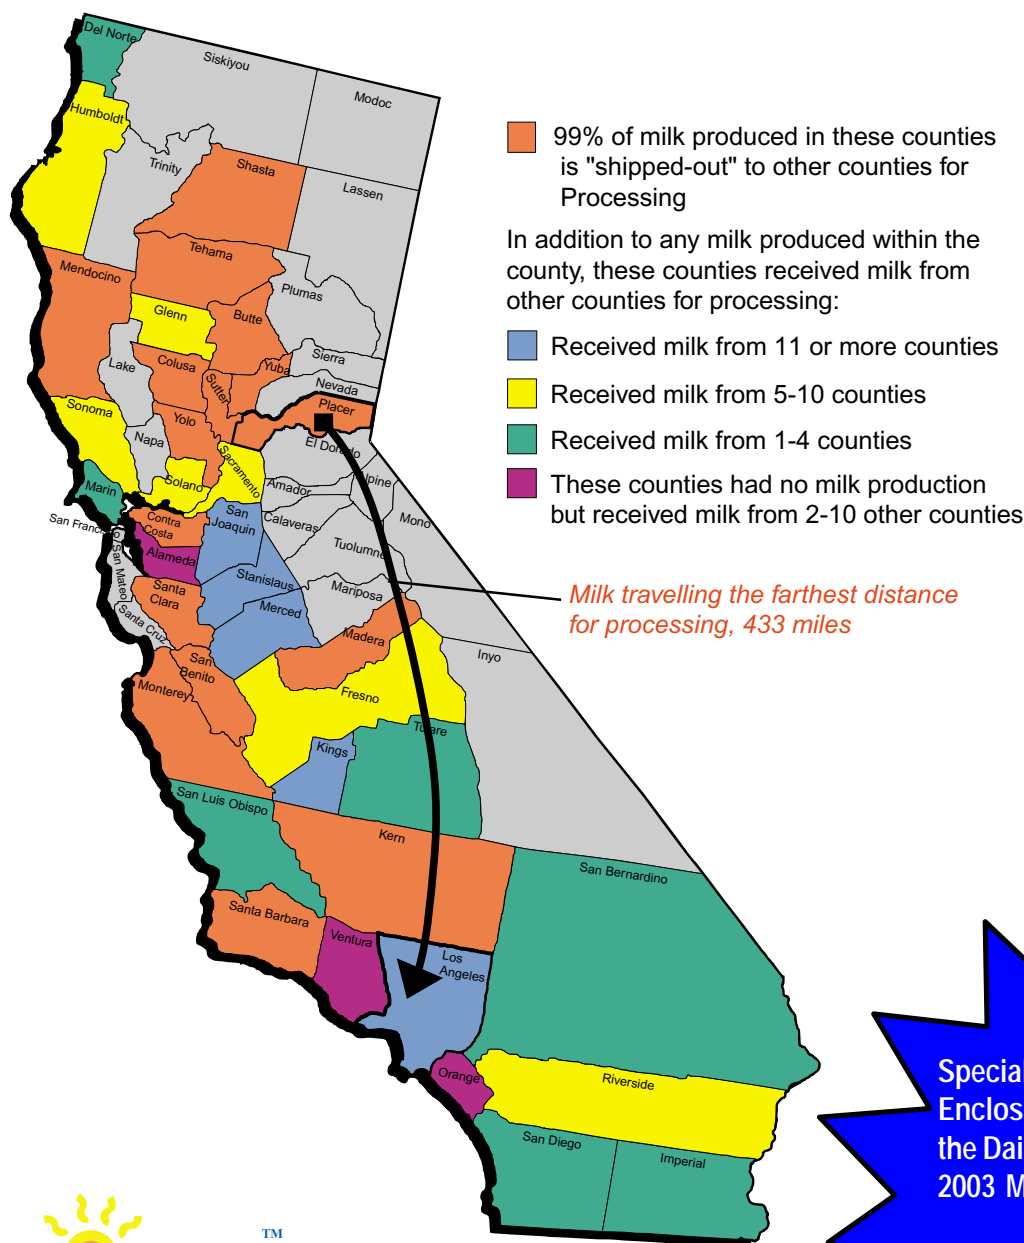 Del Norte
Siskiyou
Modoc
Humboldt
Trinity
Shasta
Lassen
99% of milk produced in these counties
is "shipped-out" to other counties for
Processing
In addition to any milk produced within the
county, these counties received milk from
other counties for processing:
Received milk from 11 or more counties
Received milk from 5-10 counties
Received milk from 1-4 counties
These counties had no milk production
but received milk from 2-10 other counties
Tehama
Mendocino
Plumas
Glenn
Butte
Colusa
Lake
Sutter
Yuba
Sierra
Nevada
Placer
Sonoma
Yolo
Napa
El Dorado
Sacramento
Solano
Marin
Amador
Alpine
San
Joaquin
Calaveras
Mono
San Franc
Contra
Costa
Tuolumne
Alameda
San Mateo
Stanislaus
Mariposa
Santa
Clara
Merced
Santa Cruz
Madera
Milk travelling the farthest distance
for processing, 433 miles
San
Benito
Inyo
Monterey
Fresno
Tulare
Kings
San Luis Obispo
Kern
San Bernardino
Santa Barbara
Ventura
Los
Angeles
Orange
Riverside
San Diego
Imperial
Special
Enclos
the Dai
2003 M
TM